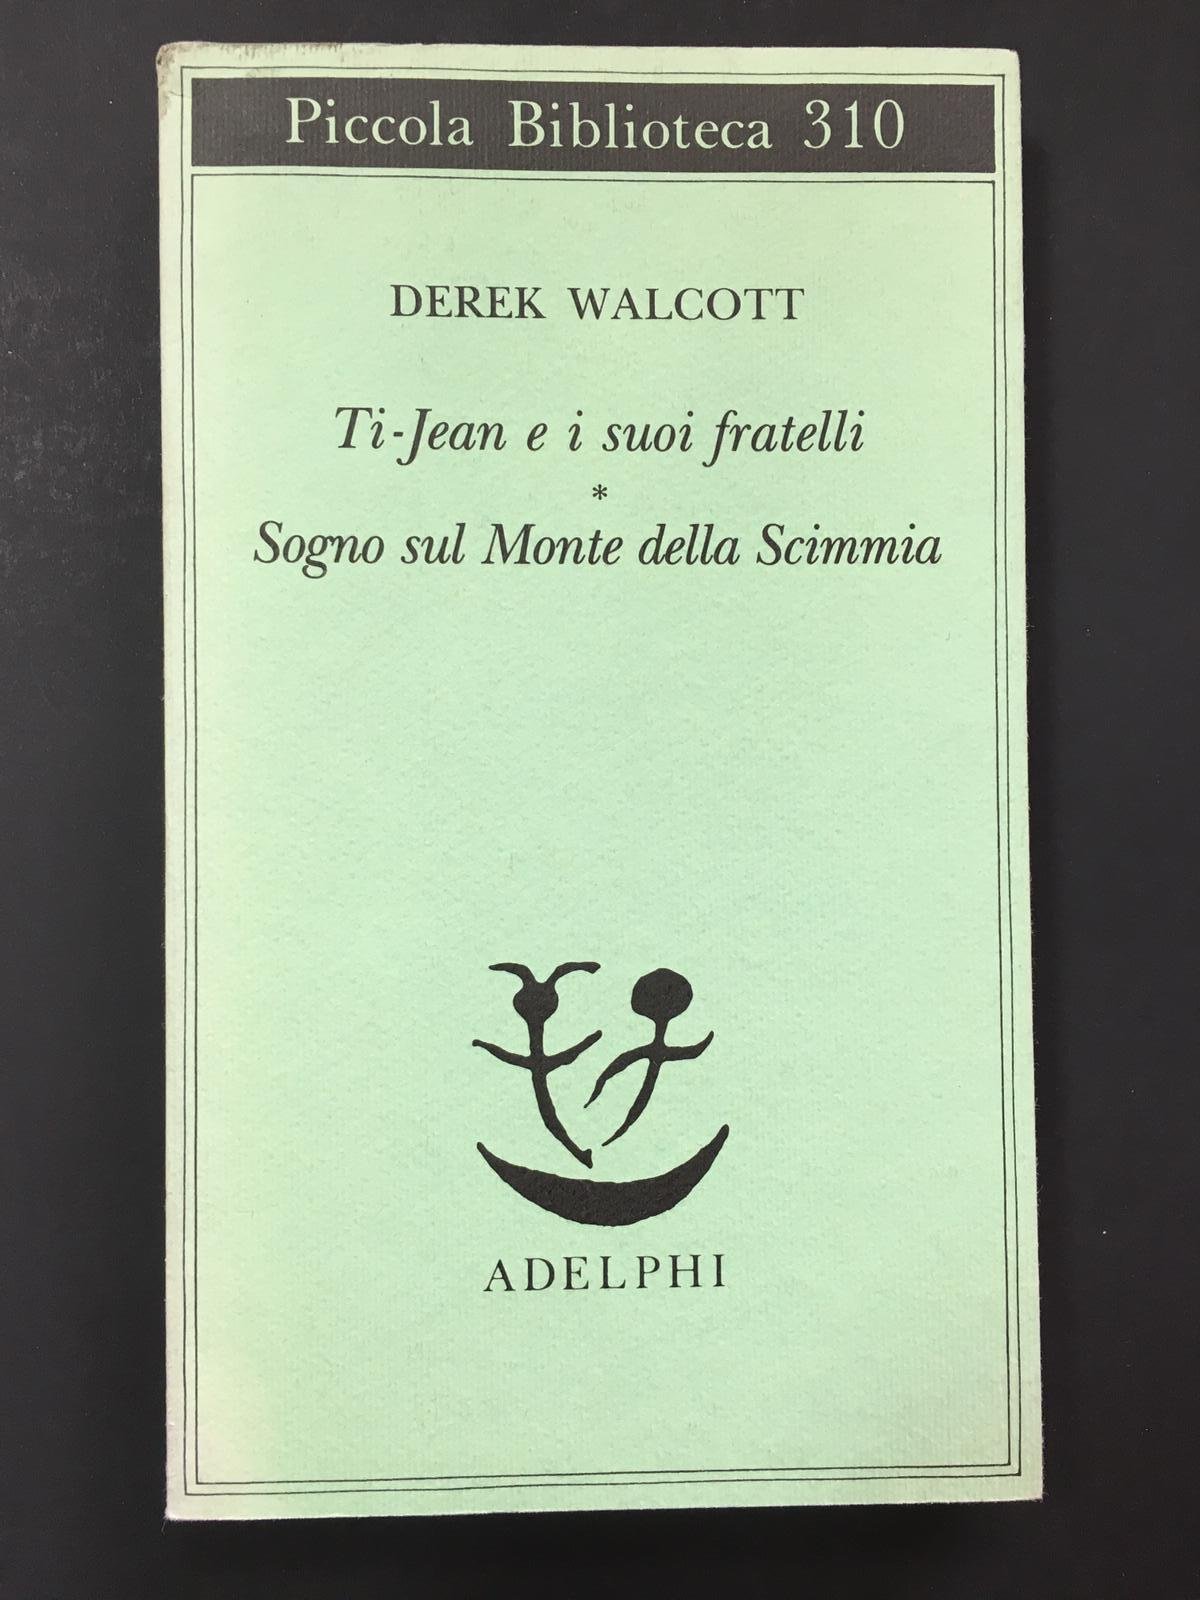 Piccola Biblioteca 310
DEREK WALCOTT
Ti-Jean e i suoi fratelli
*
Sogno sul Monte della Scimmia
ADELPHI